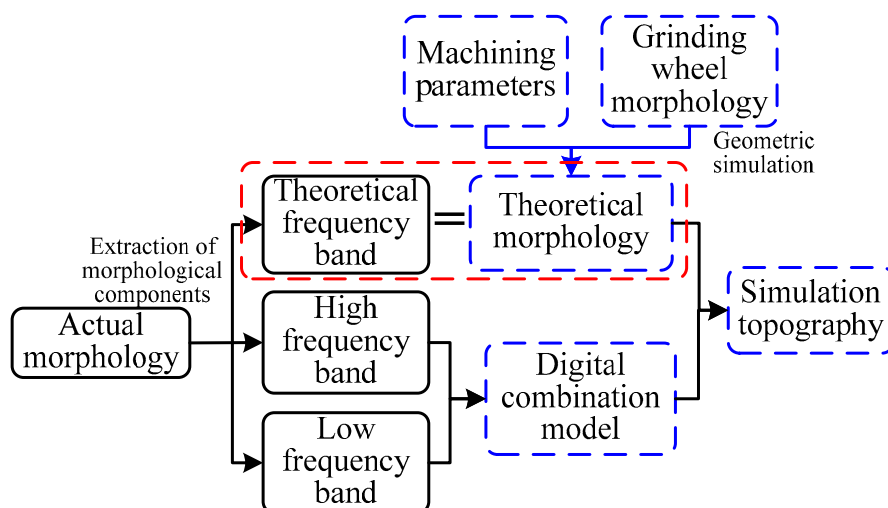 Machining
parameters
Grinding
wheel
morphology
Geometric
simulation
Theoretical
frequency
band
=
Theoretical
morphology
Extraction of
morphological
components
Actual
morphology
High
frequency
band
Low
frequency
band
Digital
combination
model
Simulation
topography